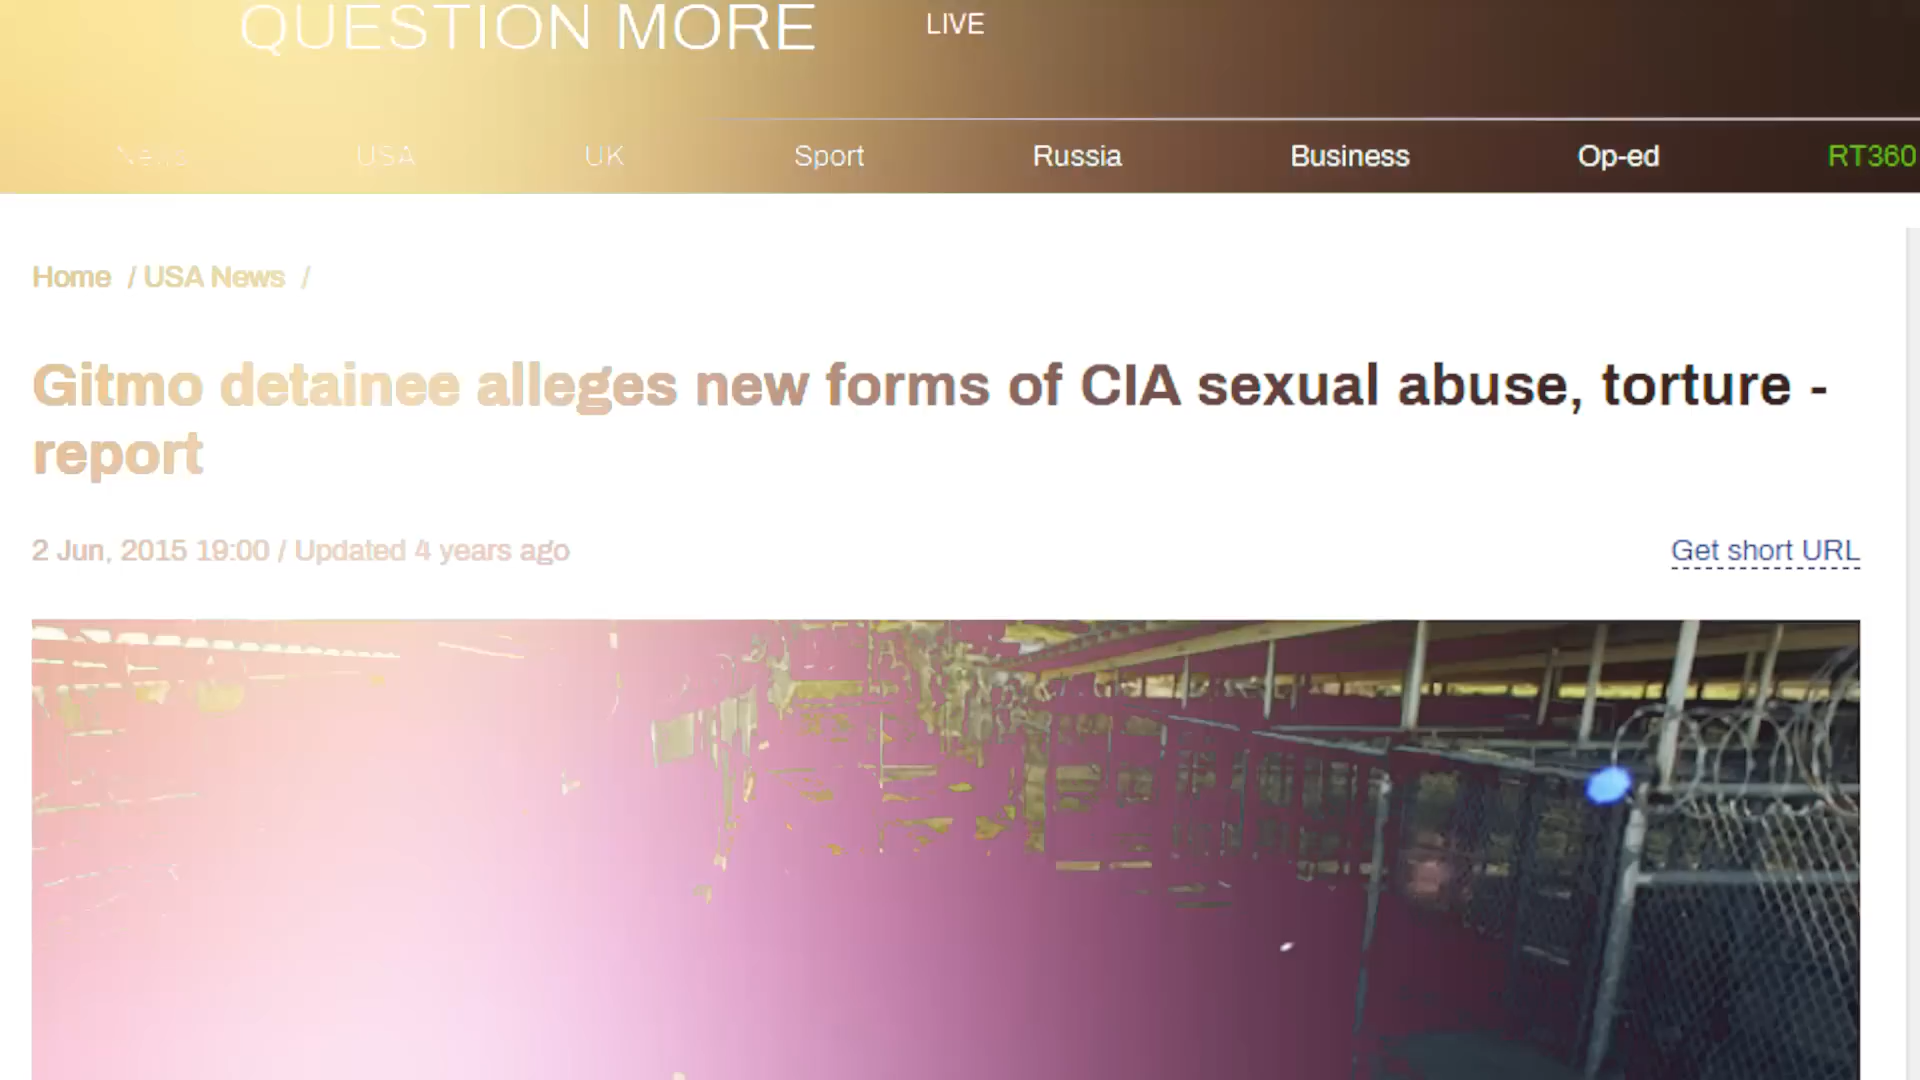 QUESTION MORE
LIVE
News
USA
UK
Sport
Russia
Business
Op-ed
RT360
Home / USA News /
Gitmo detainee alleges new forms of CIA sexual abuse, torture -
report
2 Jun, 2015 19:00 / Updated 4 years ago
Get short URL